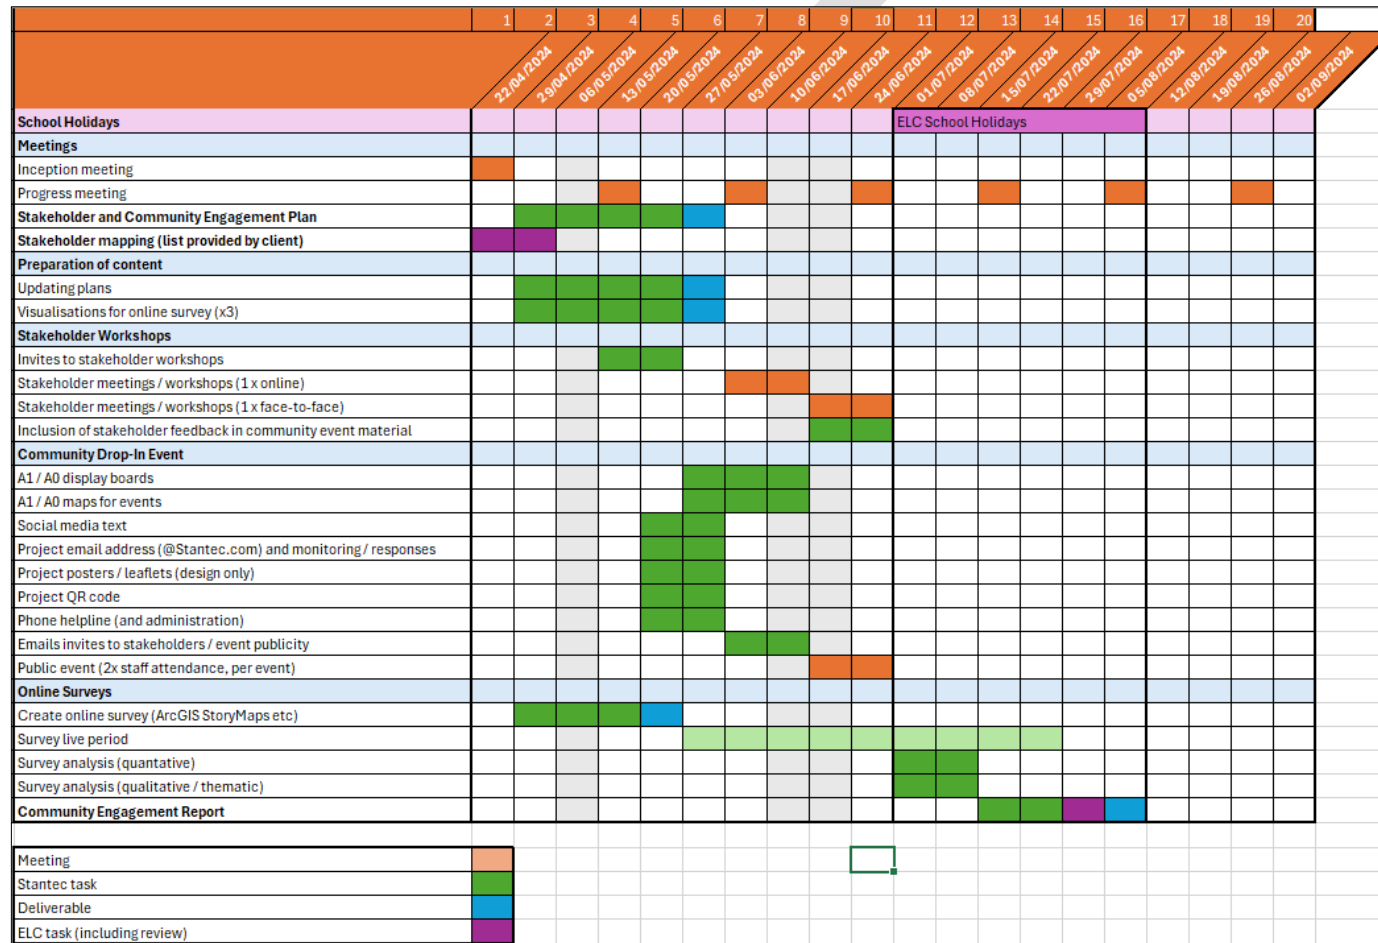 1 2 3 4 5 6 7 8 9 10 11 12 13 14 15 16 17 18 19 20
22/04/2024 29/04/2024 06/05/2024 13/05/2024 20/05/2024 27/05/2024 03/06/2024 10/06/2024 17/06/2024 24/06/2024 01/07/2024 08/07/2024 15/07/2024 22/07/2024 29/07/2024 05/08/2024 12/08/2024 19/08/2024 26/08/2024 02/09/2024
School Holidays ELC School Holidays
Meetings
Inception meeting
Progress meeting
Stakeholder and Community Engagement Plan
Stakeholder mapping (list provided by client)
Preparation of content
Updating plans
Visualisations for online survey (x3)
Stakeholder Workshops
Invites to stakeholder workshops
Stakeholder meetings / workshops (1 x online)
Stakeholder meetings / workshops (1 x face-to-face)
Inclusion of stakeholder feedback in community event material
Community Drop-In Event
A1 / A0 display boards
A1 / A0 maps for events
Social media text
Project email address (@Stantec.com) and monitoring / responses
Project posters / leaflets (design only)
Project QR code
Phone helpline (and administration)
Emails invites to stakeholders / event publicity
Public event (2x staff attendance, per event)
Online Surveys
Create online survey (ArcGIS StoryMaps etc)
Survey live period
Survey analysis (quantative)
Survey analysis (qualitative / thematic)
Community Engagement Report
Meeting
Stantec task
Deliverable
ELC task (including review)